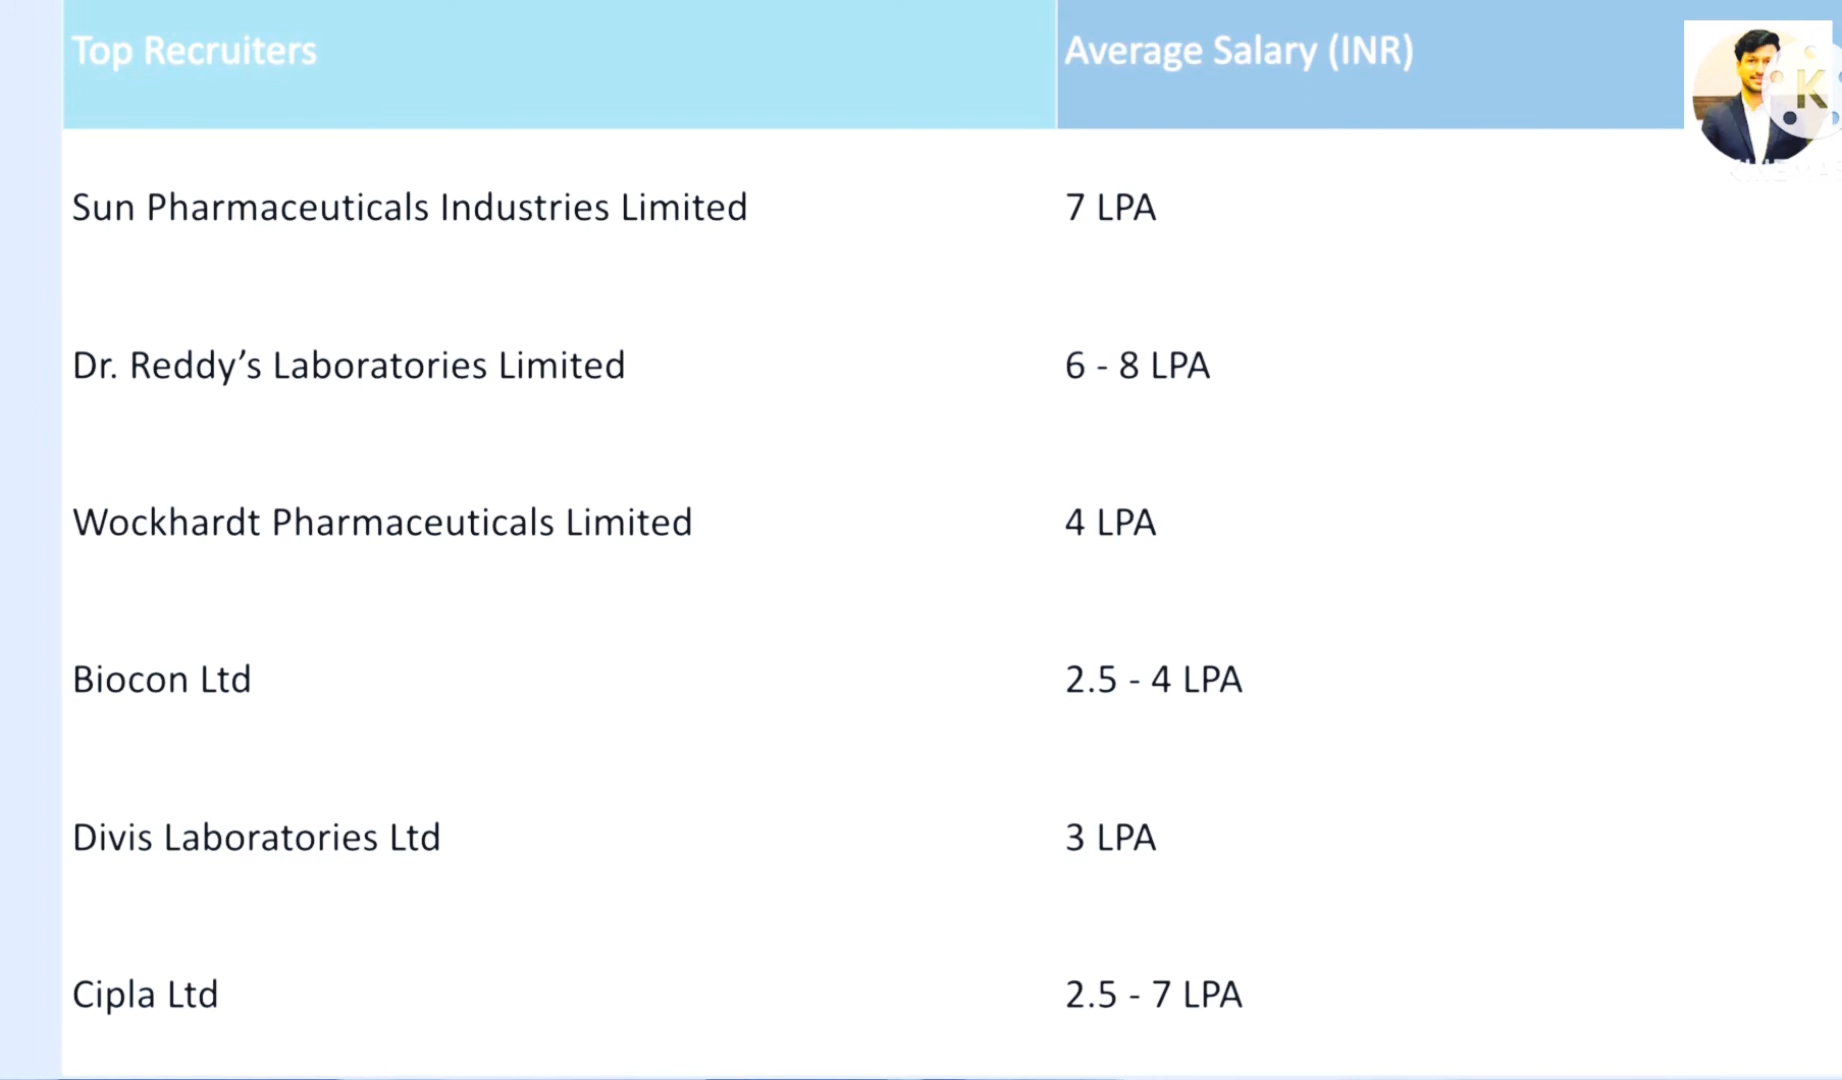 Top Recruiters Average Salary (INR)
Sun Pharmaceuticals Industries Limited 7 LPA
Dr. Reddy’s Laboratories Limited 6 - 8 LPA
Wockhardt Pharmaceuticals Limited 4 LPA
Biocon Ltd 2.5 - 4 LPA
Divis Laboratories Ltd 3 LPA
Cipla Ltd 2.5 - 7 LPA
K